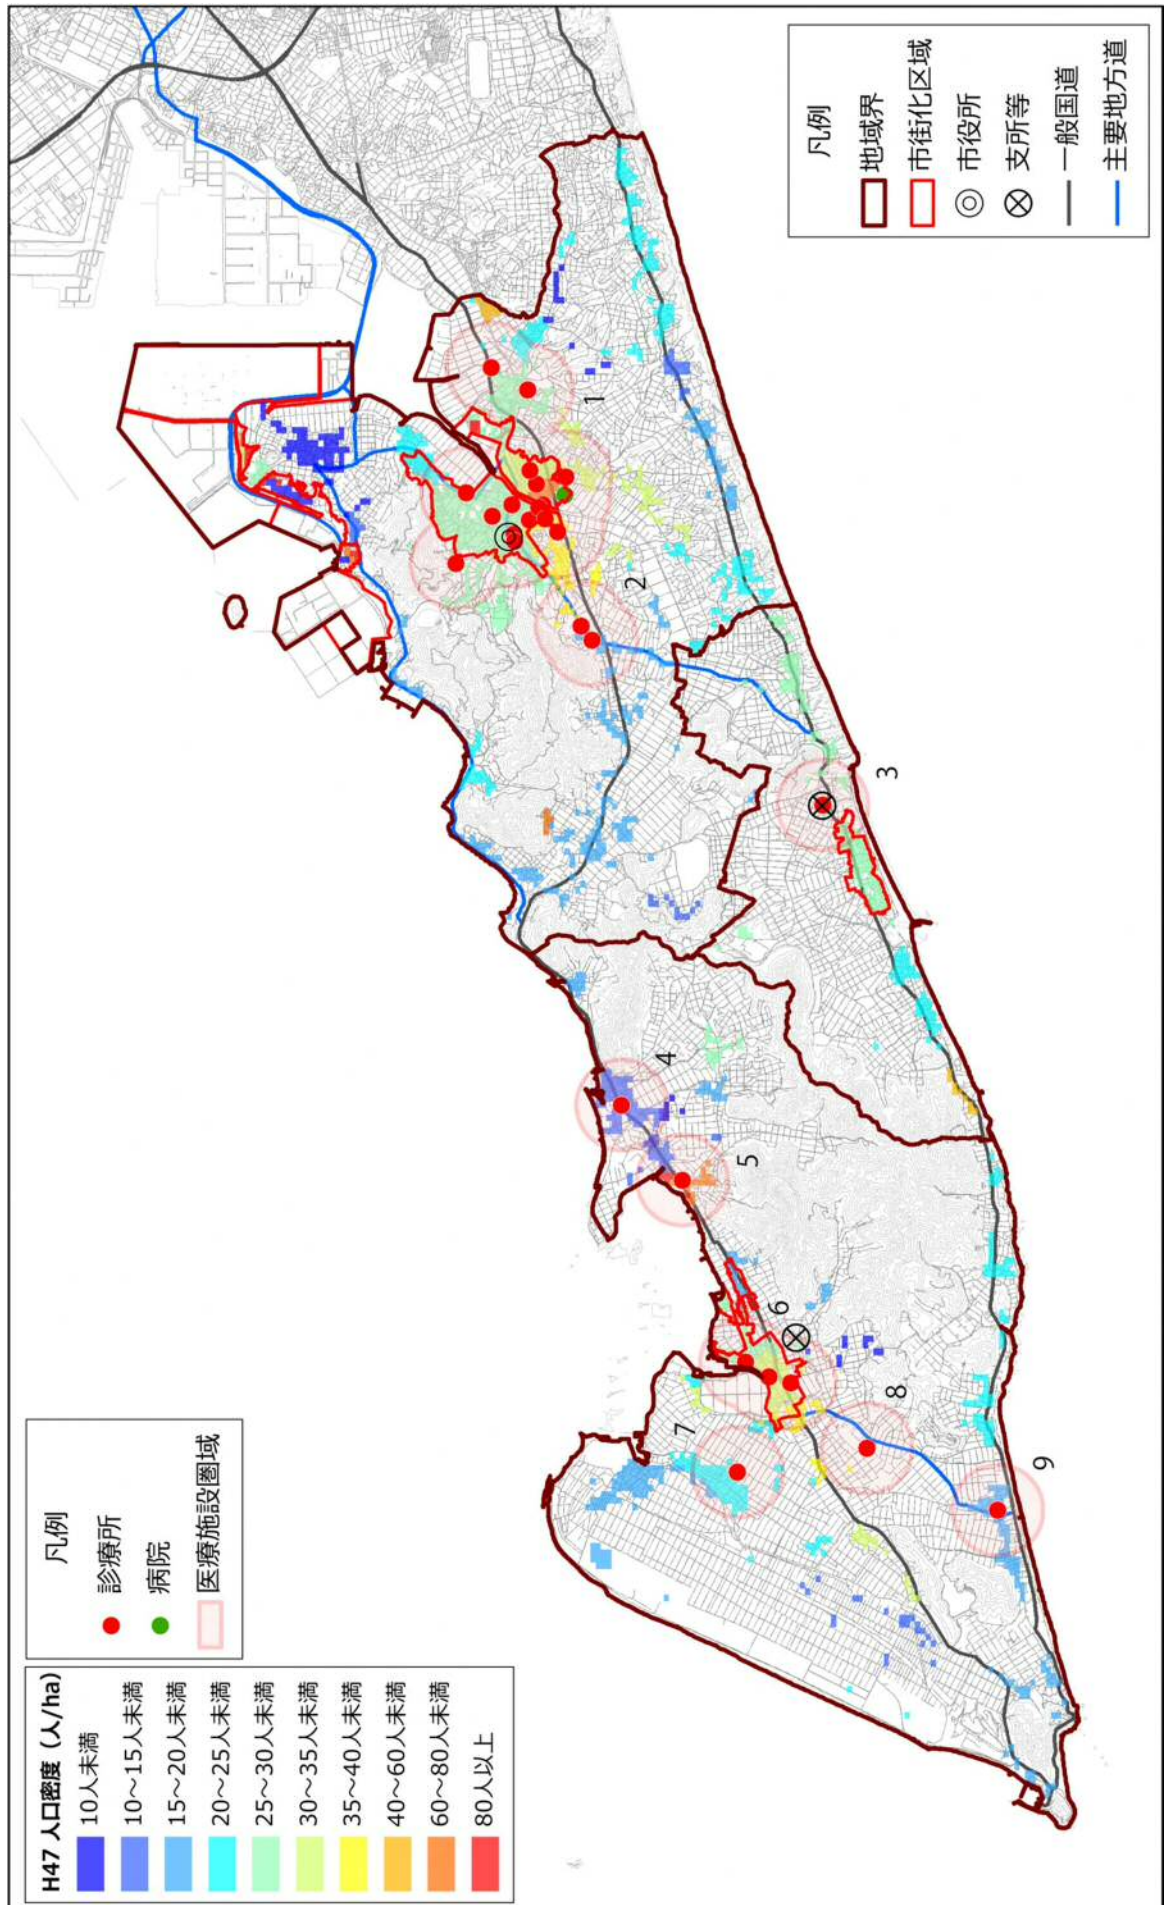 H47 人口密度（人/ha）
10人未満
10～15人未満
15～20人未満
20～25人未満
25～30人未満
30～35人未満
35～40人未満
40～60人未満
60～80人未満
80人以上
凡例
診療所
病院
医療施設圏域
1
2
3
4
5
6
7
8
9
凡例
地域界
市街化区域
市役所
支所等
一般国道
主要地方道